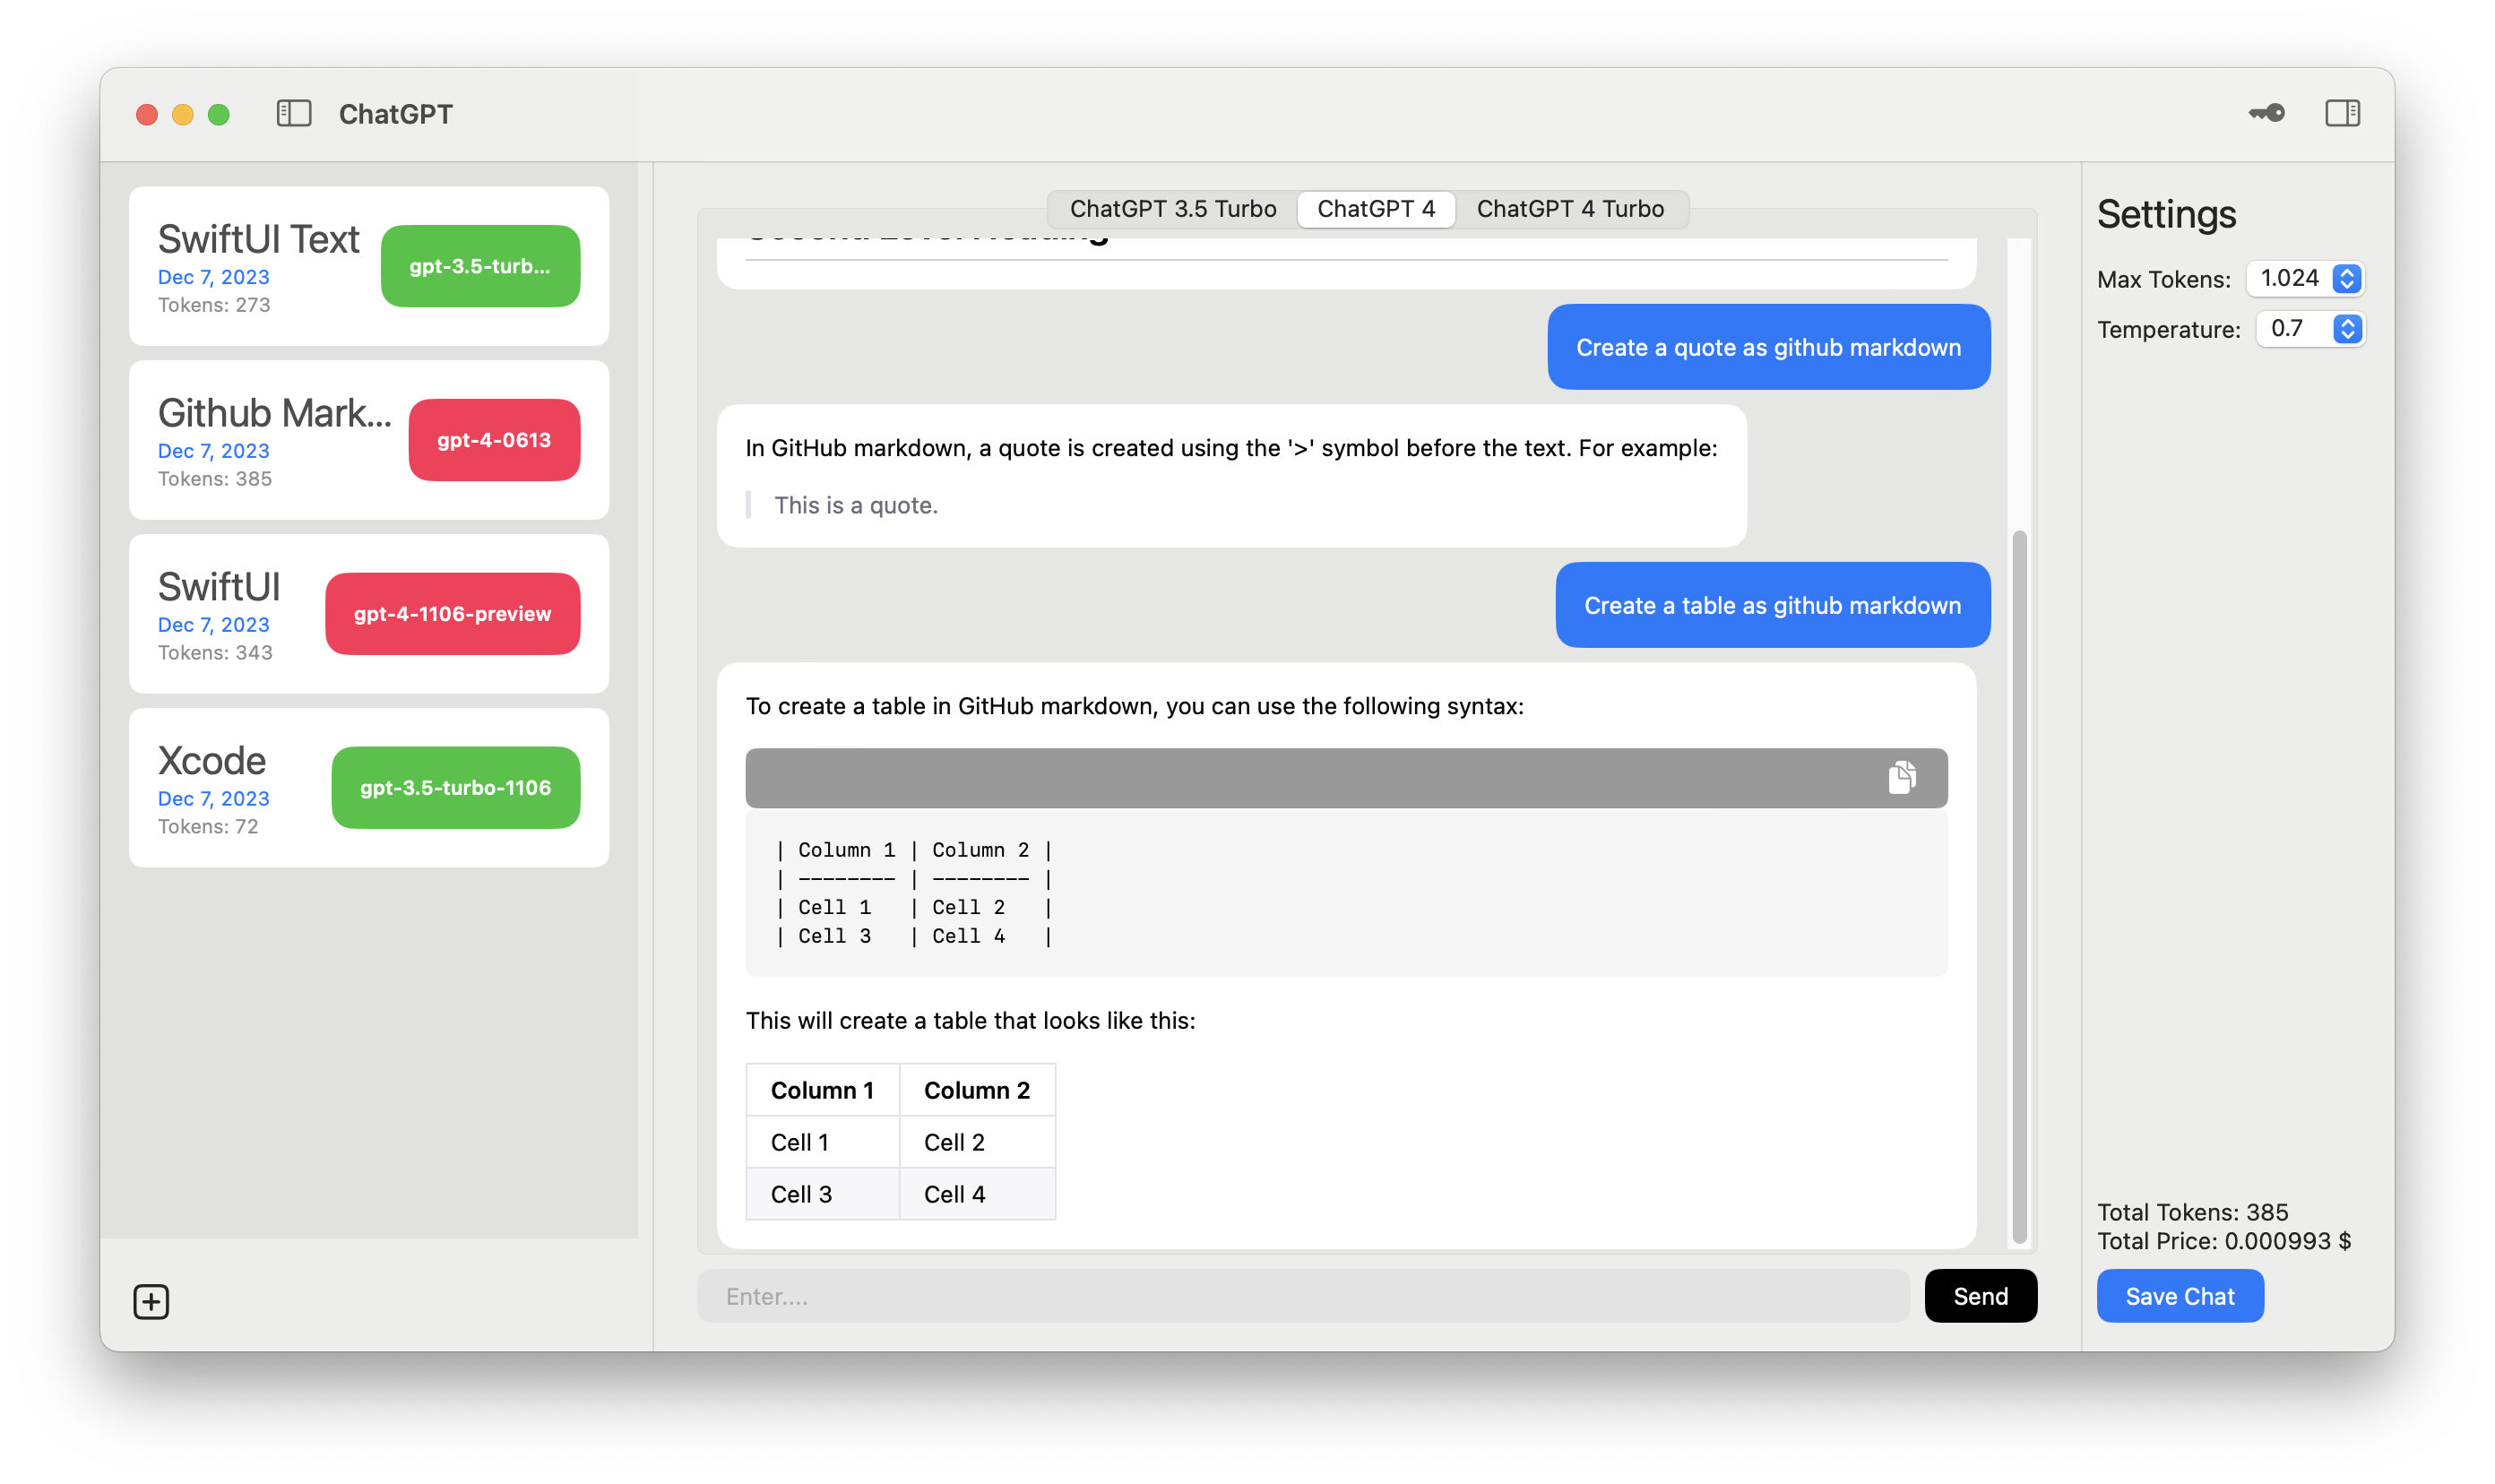 ChatGPT
SwiftUI Text
Dec 7, 2023
Tokens: 273
gpt-3.5-turb...
Github Mark...
Dec 7, 2023
Tokens: 385
gpt-4-0613
SwiftUI
Dec 7, 2023
Tokens: 343
gpt-4-1106-preview
Xcode
Dec 7, 2023
Tokens: 72
gpt-3.5-turbo-1106
ChatGPT 3.5 Turbo
ChatGPT 4
ChatGPT 4 Turbo
Second Level Heading
Create a quote as github markdown
In GitHub markdown, a quote is created using the '>' symbol before the text. For example:
This is a quote.
Create a table as github markdown
To create a table in GitHub markdown, you can use the following syntax:
| Column 1 | Column 2 |
| -------- | -------- |
| Cell 1   | Cell 2   |
| Cell 3   | Cell 4   |
This will create a table that looks like this:
Column 1 Column 2
Cell 1 Cell 2
Cell 3 Cell 4
Enter....
Send
Settings
Max Tokens: 1.024
Temperature: 0.7
Total Tokens: 385
Total Price: 0.000993 $
Save Chat